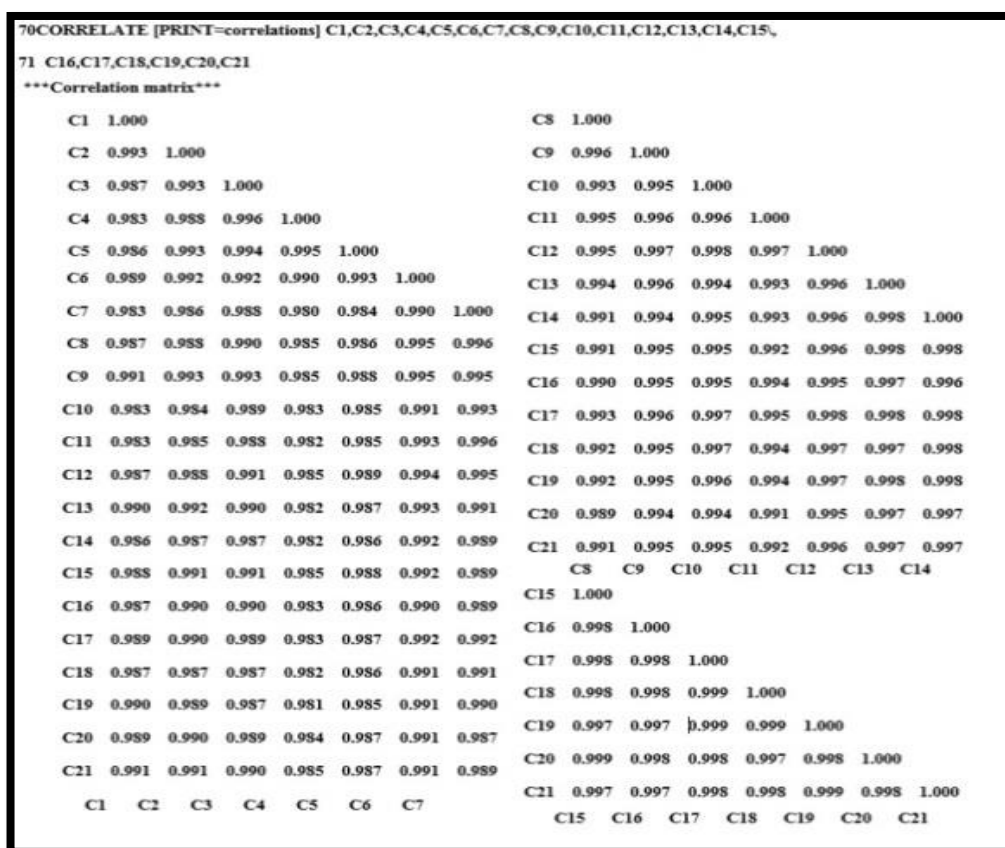 70CORRELATE [PRINT=correlations] C1,C2,C3,C4,C5,C6,C7,C8,C9,C10,C11,C12,C13,C14,C15\,
71 C16,C17,C18,C19,C20,C21
***Correlation matrix***
C1 1.000
C2 0.993 1.000
C3 0.987 0.993 1.000
C4 0.983 0.988 0.996 1.000
C5 0.986 0.993 0.994 0.995 1.000
C6 0.989 0.992 0.992 0.990 0.993 1.000
C7 0.983 0.986 0.988 0.980 0.984 0.990 1.000
C8 0.987 0.988 0.990 0.985 0.986 0.995 0.996
C9 0.991 0.993 0.993 0.985 0.988 0.995 0.995
C10 0.983 0.984 0.989 0.983 0.985 0.991 0.993
C11 0.983 0.985 0.988 0.982 0.985 0.993 0.996
C12 0.987 0.988 0.991 0.985 0.989 0.994 0.995
C13 0.990 0.992 0.990 0.982 0.987 0.993 0.991
C14 0.986 0.987 0.987 0.982 0.986 0.992 0.989
C15 0.988 0.991 0.991 0.985 0.988 0.992 0.989
C16 0.987 0.990 0.990 0.983 0.986 0.990 0.989
C17 0.989 0.990 0.989 0.983 0.987 0.992 0.992
C18 0.987 0.987 0.987 0.982 0.986 0.991 0.991
C19 0.990 0.989 0.987 0.981 0.985 0.991 0.990
C20 0.989 0.990 0.989 0.984 0.987 0.991 0.987
C21 0.991 0.991 0.990 0.985 0.987 0.991 0.989
C1 C2 C3 C4 C5 C6 C7
C8 1.000
C9 0.996 1.000
C10 0.993 0.995 1.000
C11 0.995 0.996 0.996 1.000
C12 0.995 0.997 0.998 0.997 1.000
C13 0.994 0.996 0.994 0.993 0.996 1.000
C14 0.991 0.994 0.995 0.993 0.996 0.998 1.000
C15 0.991 0.995 0.995 0.992 0.996 0.998 0.998
C16 0.990 0.995 0.995 0.994 0.995 0.997 0.996
C17 0.993 0.996 0.997 0.995 0.998 0.998 0.998
C18 0.992 0.995 0.997 0.994 0.997 0.997 0.998
C19 0.992 0.995 0.996 0.994 0.997 0.998 0.998
C20 0.989 0.994 0.994 0.991 0.995 0.997 0.997
C21 0.991 0.995 0.995 0.992 0.996 0.997 0.997
C8 C9 C10 C11 C12 C13 C14
C15 1.000
C16 0.998 1.000
C17 0.998 0.998 1.000
C18 0.998 0.998 0.999 1.000
C19 0.997 0.997 0.999 0.999 1.000
C20 0.999 0.998 0.998 0.997 0.998 1.000
C21 0.997 0.997 0.998 0.998 0.999 0.998 1.000
C15 C16 C17 C18 C19 C20 C21